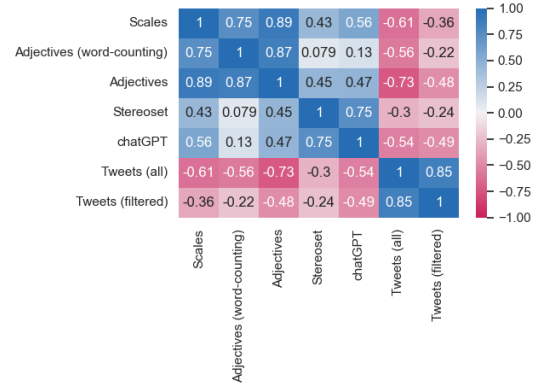 Scales 1 0.75 0.89 0.43 0.56 -0.61 -0.36
Adjectives (word-counting) 0.75 1 0.87 0.079 0.13 -0.56 -0.22
Adjectives 0.89 0.87 1 0.45 0.47 -0.73 -0.48
Stereoset 0.43 0.079 0.45 1 0.75 -0.3 -0.24
chatGPT 0.56 0.13 0.47 0.75 1 -0.54 -0.49
Tweets (all) -0.61 -0.56 -0.73 -0.3 -0.54 1 0.85
Tweets (filtered) -0.36 -0.22 -0.48 -0.24 -0.49 0.85 1
Scales
Adjectives (word-counting)
Adjectives
Stereoset
chatGPT
Tweets (all)
Tweets (filtered)
1.00
0.75
0.50
0.25
0.00
−0.25
−0.50
−0.75
−1.00